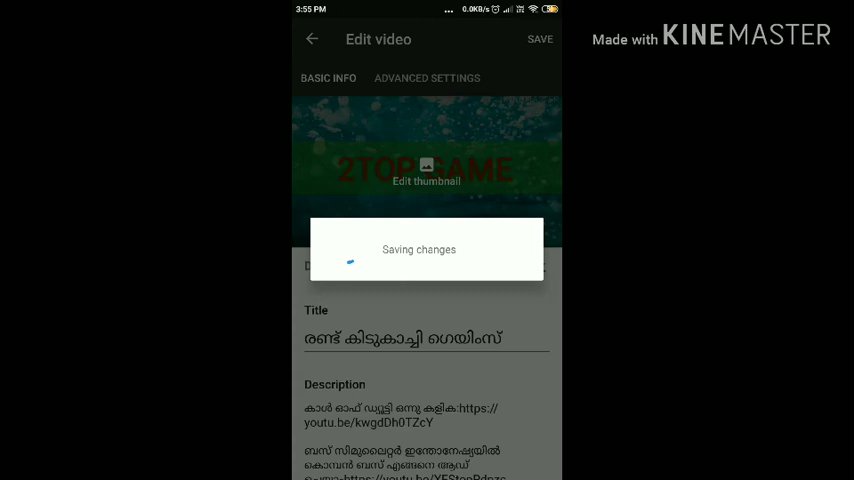 3:55 PM
... 0.0KB/s
Made with KINEMASTER
Edit video
SAVE
BASIC INFO ADVANCED SETTINGS
2TOP GAME
Edit thumbnail
Saving changes
Title
രണ്ട് കിടുകാച്ചി ഗെയിംസ്
Description
കാൾ ഓഫ് ഡ്യൂട്ടി ഒന്നു കളിക:https://
youtu.be/kwgdDh0TZcY
ബസ് സിമുലൈറ്റർ ഇന്തോനേഷ്യയിൽ
കൊമ്പൻ ബസ് എങ്ങനെ ആഡ്